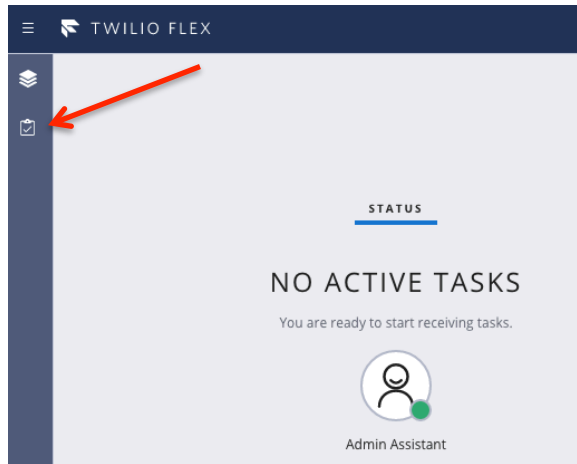 TWILIO FLEX
STATUS
NO ACTIVE TASKS
You are ready to start receiving tasks.
Admin Assistant